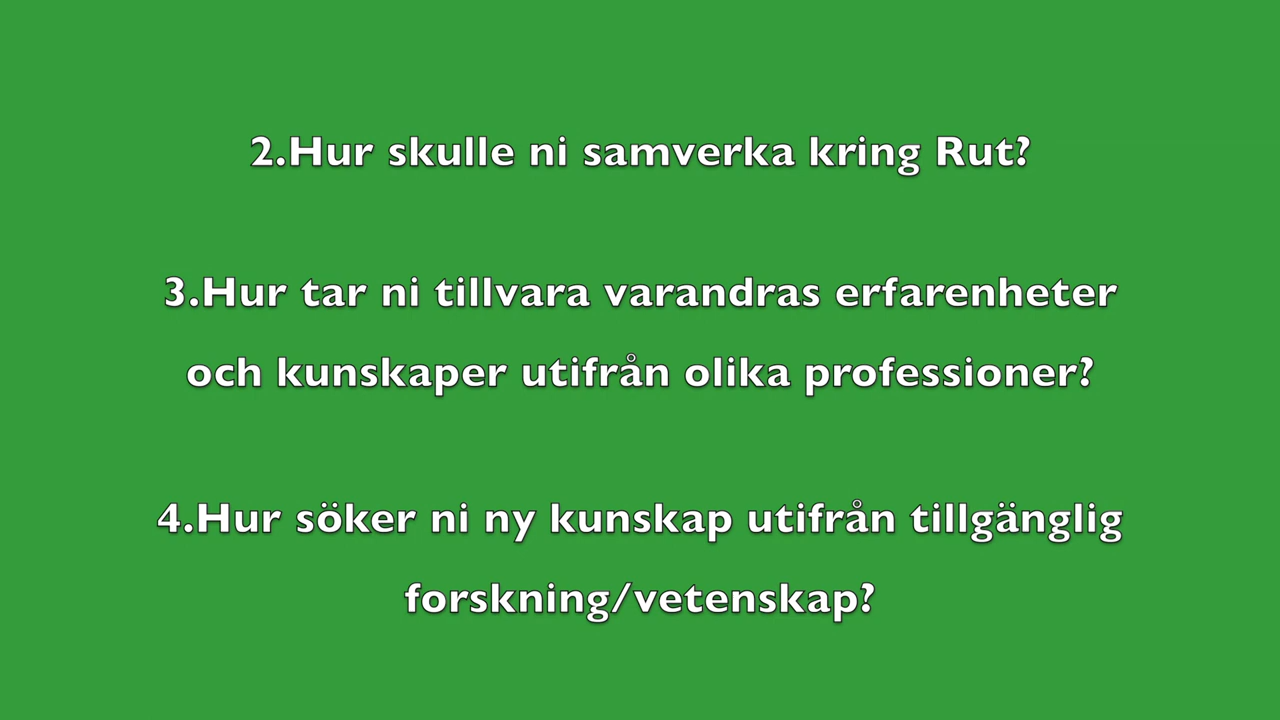 2.Hur skulle ni samverka kring Rut?
3.Hur tar ni tillvara varandras erfarenheter
och kunskaper utifrån olika professioner?
4.Hur söker ni ny kunskap utifrån tillgänglig
forskning/vetenskap?